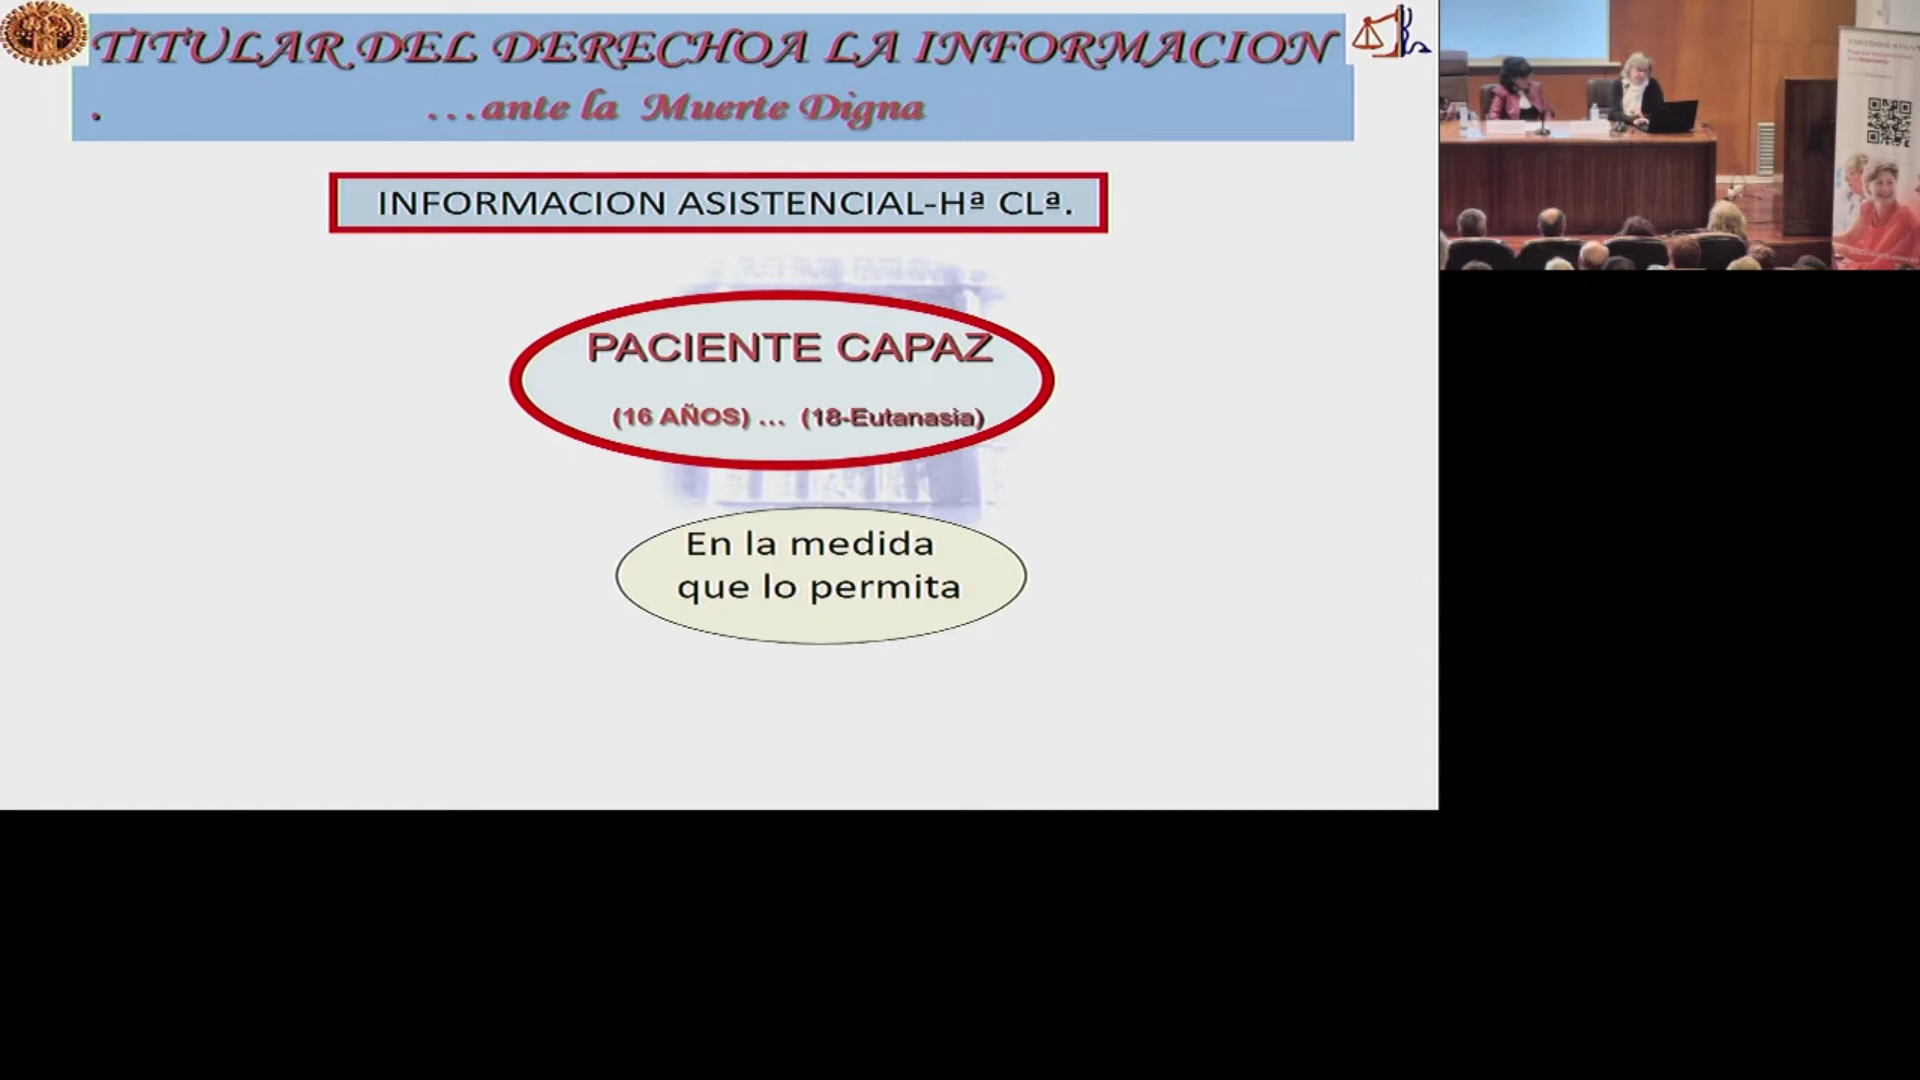 TITULAR DEL DERECHOA LA INFORMACION
. ...ante la Muerte Digna
INFORMACION ASISTENCIAL-Hª CLª.
PACIENTE CAPAZ
(16 AÑOS) ... (18-Eutanasia)
En la medida
que lo permita